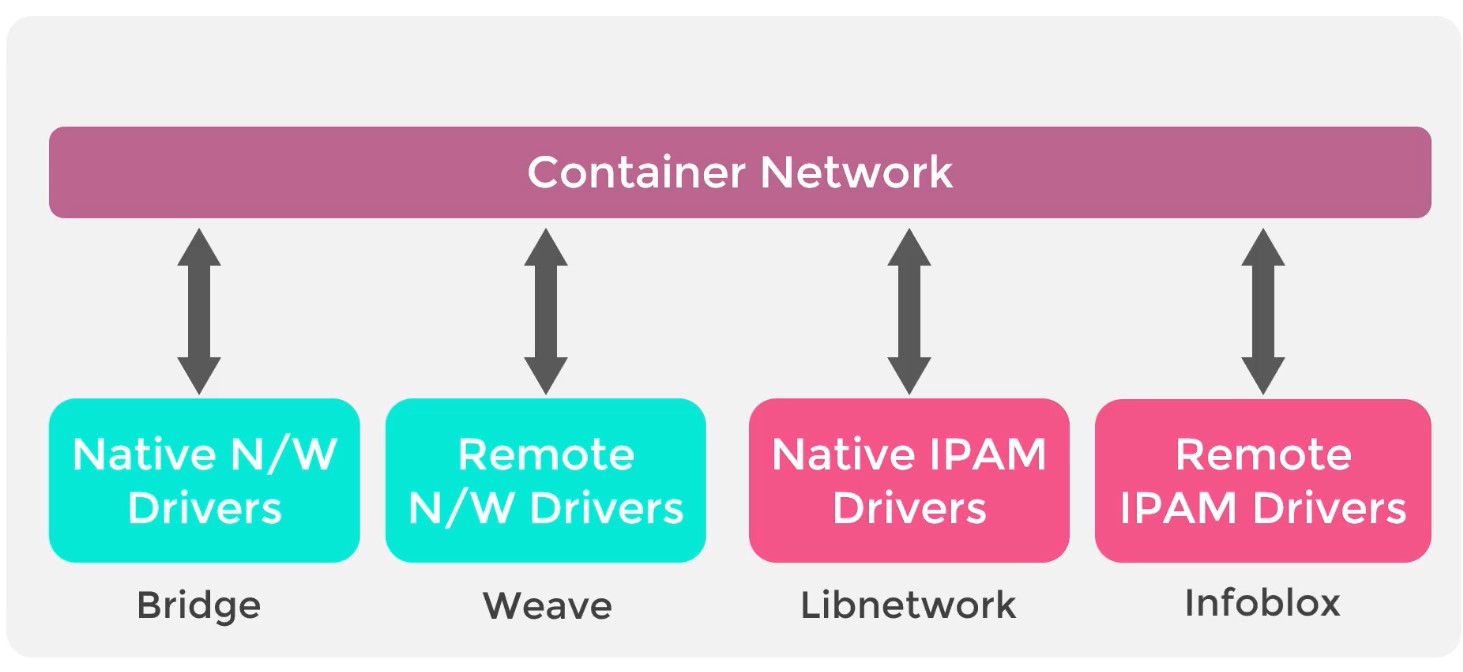 Container Network
Native N/W
Drivers
Remote
N/W Drivers
Native IPAM
Drivers
Remote
IPAM Drivers
Bridge
Weave
Libnetwork
Infoblox